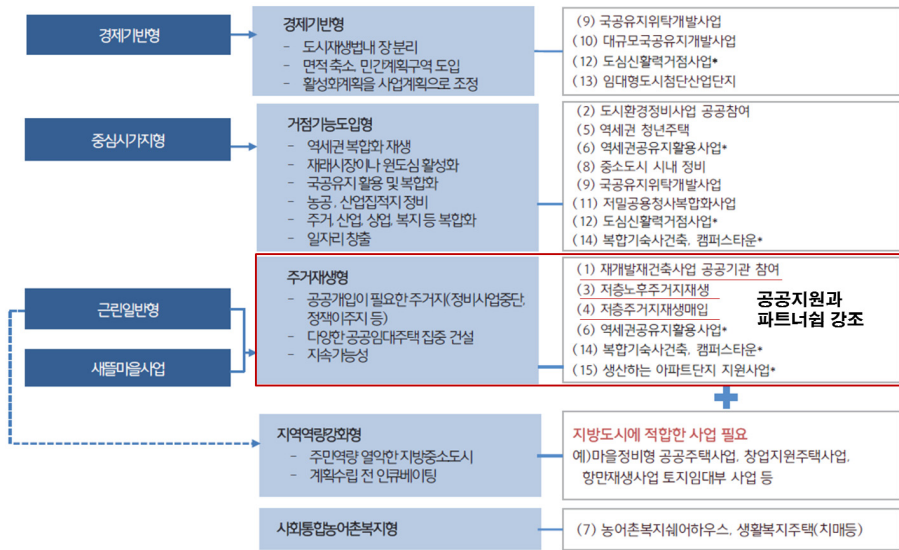 경제기반형
경제기반형
- 도시재생법내 장 분리
- 면적 축소, 민간계획구역 도입
- 활성화계획을 사업계획으로 조정
(9) 국공유지위탁개발사업
(10) 대규모국공유지개발사업
(12) 도심신활력거점사업*
(13) 임대형도시첨단산업단지
중심시가지형
거점기능도입형
- 역세권 복합화 재생
- 재래시장이나 원도심 활성화
- 국공유지 활용 및 복합화
- 농공, 산업집적지 정비
- 주거, 산업, 상업, 복지 등 복합화
- 일자리 창출
(2) 도시환경정비사업 공공참여
(5) 역세권 청년주택
(6) 역세권공유지활용사업*
(8) 중소도시 시내 정비
(9) 국공유지위탁개발사업
(11) 저밀공용청사복합화사업
(12) 도심신활력거점사업*
(14) 복합기숙사건축, 캠퍼스타운*
근린일반형
새뜰마을사업
주거재생형
- 공공개입이 필요한 주거지(정비사업중단,
정책이주지 등)
- 다양한 공공임대주택 집중 건설
- 지속가능성
(1) 재개발재건축사업 공공기관 참여
(3) 저층노후주거지재생
(4) 저층주거지재생매입
(6) 역세권공유지활용사업*
(14) 복합기숙사건축, 캠퍼스타운*
(15) 생산하는 아파트단지 지원사업*
공공지원과
파트너쉽 강조
+
지역역량강화형
- 주민역량 열악한 지방중소도시
- 계획수립 전 인큐베이팅
지방도시에 적합한 사업 필요
예)마을정비형 공공주택사업, 창업지원주택사업,
항만재생사업 토지임대부 사업 등
사회통합농어촌복지형
(7) 농어촌복지쉐어하우스, 생활복지주택(치매등)